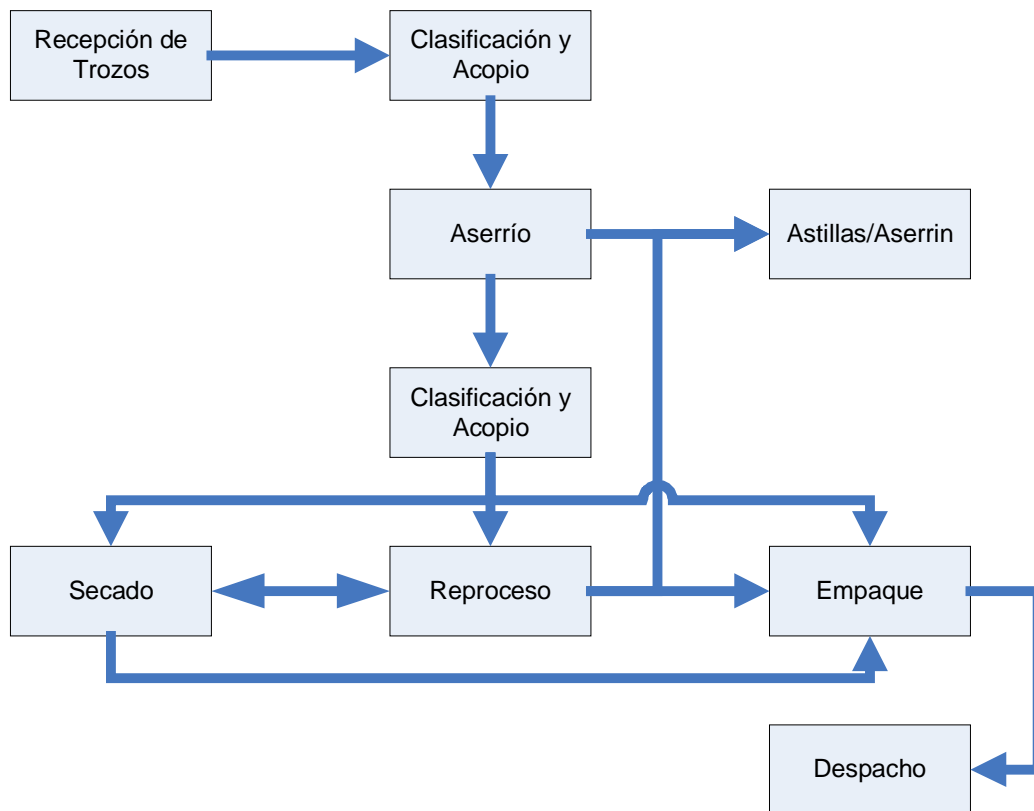 Recepción de
Trozos
Clasificación y
Acopio
Aserrío
Astillas/Aserrin
Clasificación y
Acopio
Secado
Reproceso
Empaque
Despacho